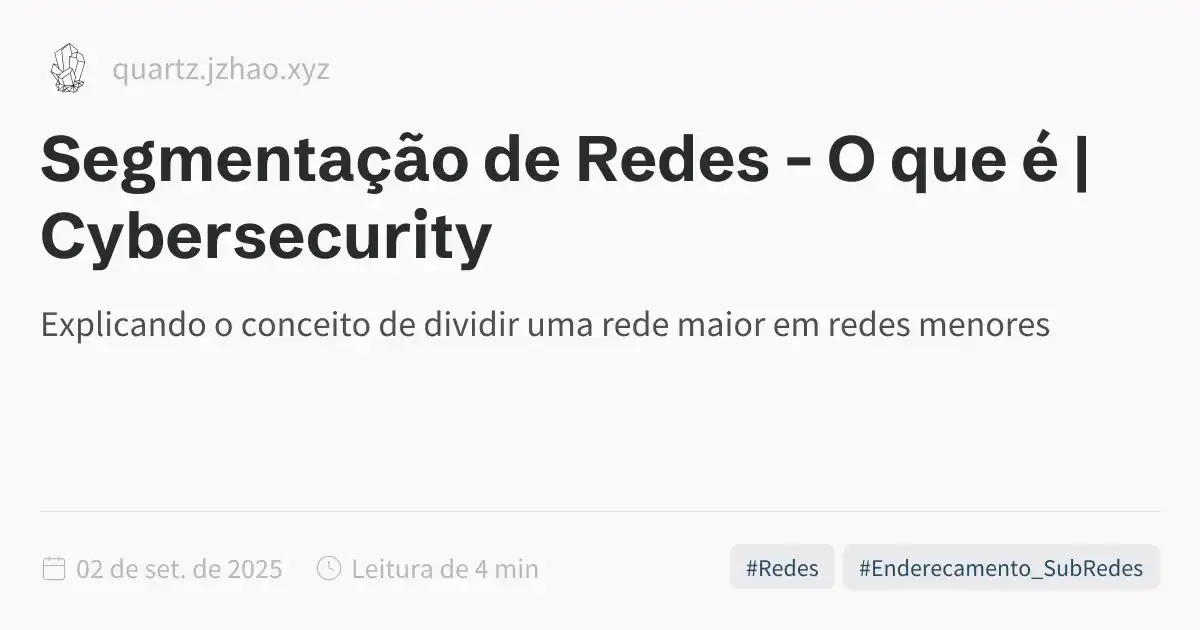 quartz.jzhao.xyz
Segmentação de Redes - O que é |
Cybersecurity
Explicando o conceito de dividir uma rede maior em redes menores
02 de set. de 2025
Leitura de 4 min
#Redes
#Enderecamento_SubRedes